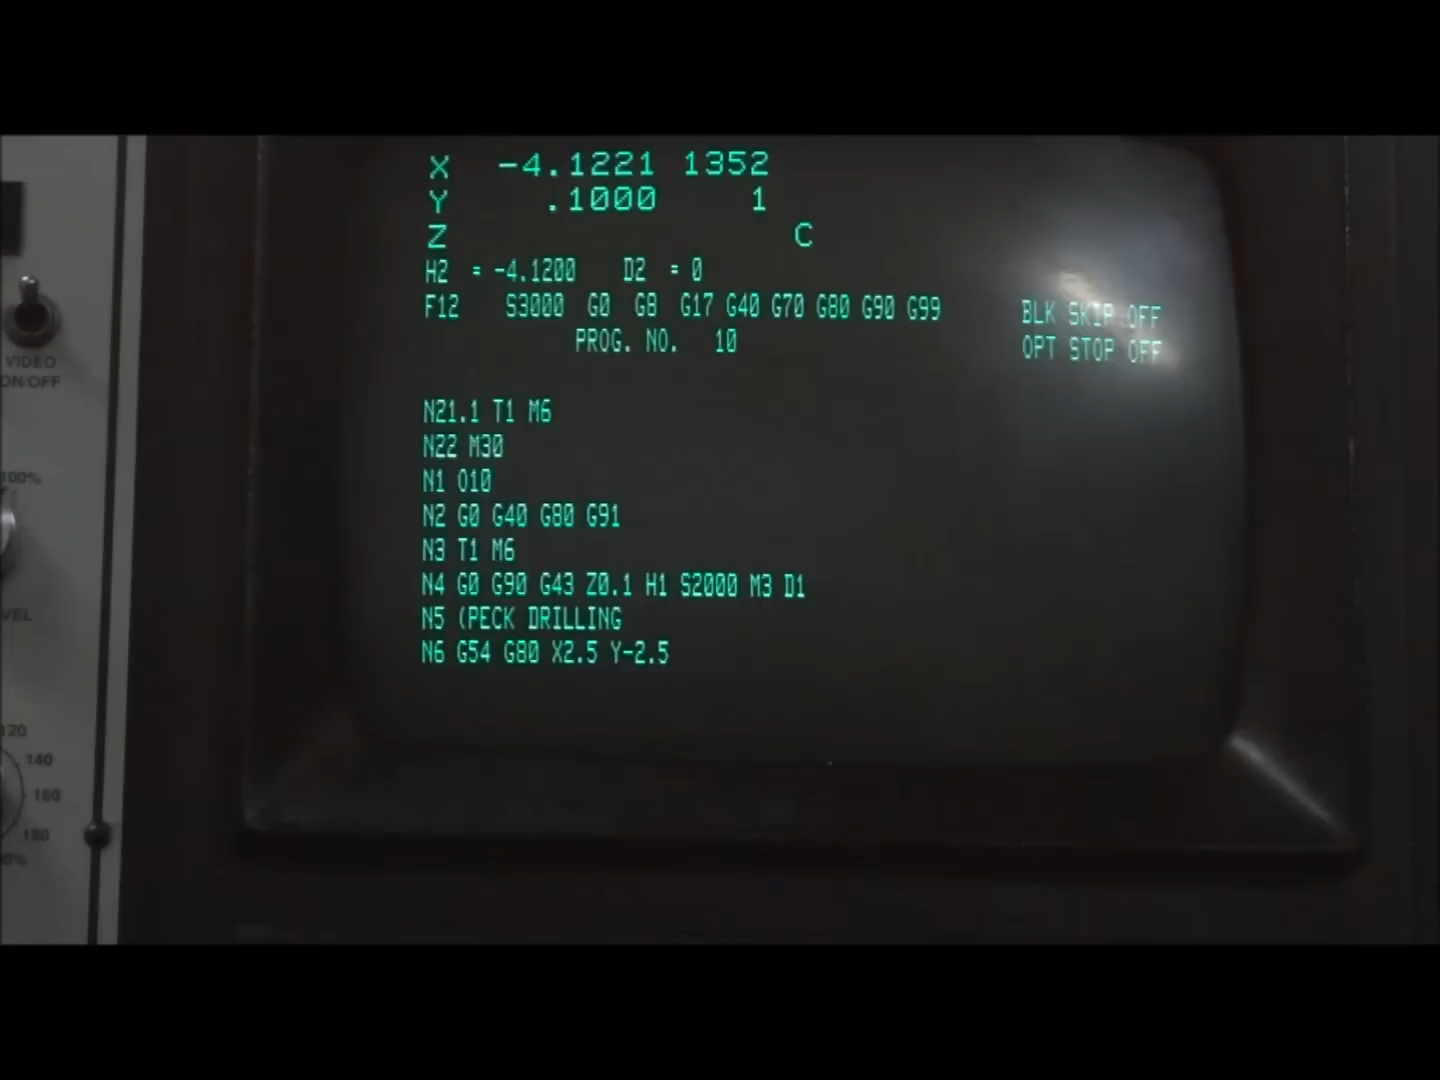 X -4.1221 1352
Y .1000 1
Z C
H2 = -4.1200 D2 = 0
F12 S3000 G0 G8 G17 G40 G70 G80 G90 G99
BLK SKIP OFF
PROG. NO. 10
OPT STOP OFF
N21.1 T1 M6
N22 M30
N1 O10
N2 G0 G40 G80 G91
N3 T1 M6
N4 G0 G90 G43 Z0.1 H1 S2000 M3 D1
N5 (PECK DRILLING
N6 G54 G80 X2.5 Y-2.5
VIDEO
ON/OFF
100%
VEL
120
140
160
180